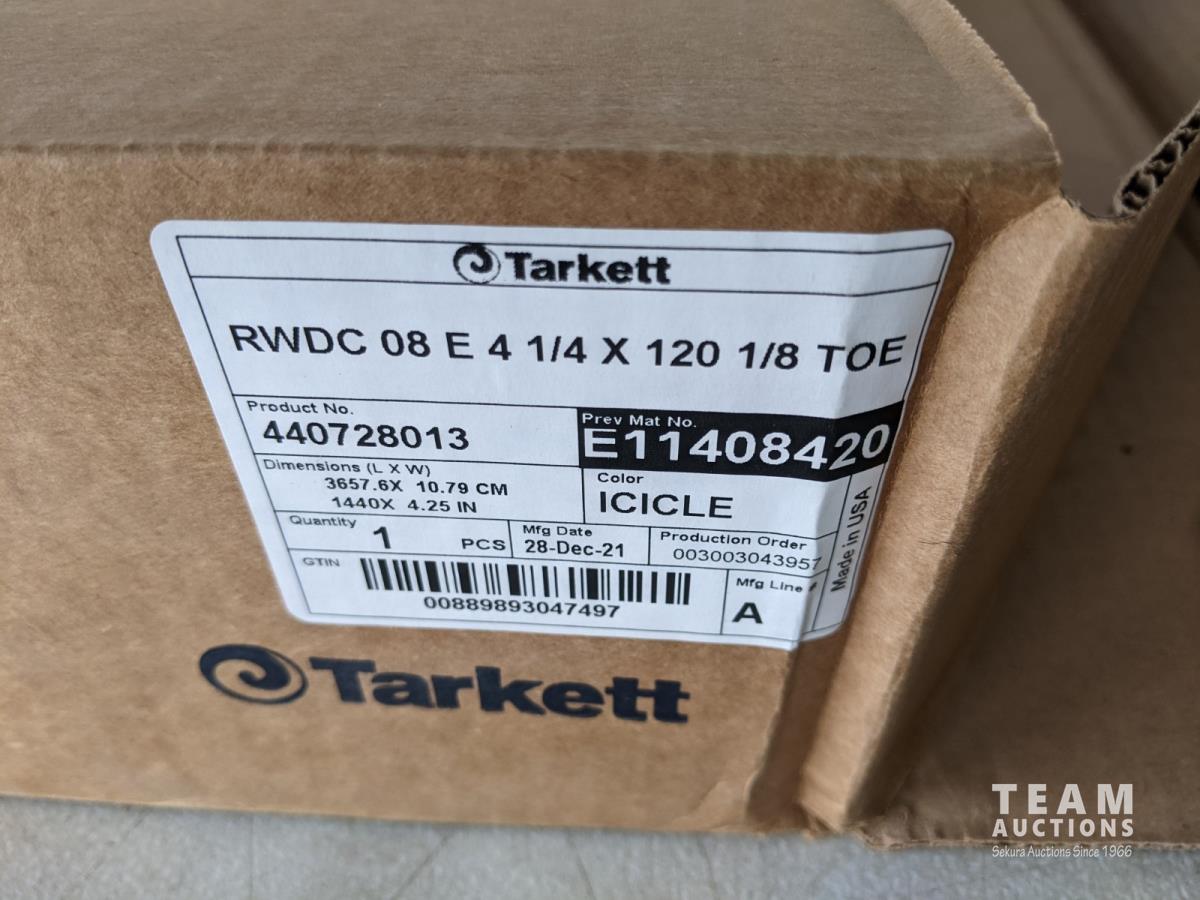 Tarkett
RWDC 08 E 4 1/4 X 120 1/8 TOE
Product No.
440728013
Prev Mat No.
E11408420
Dimensions (L X W)
3657.6X 10.79 CM
1440X 4.25 IN
Color
ICICLE
Made in USA
Quantity
1 PCS
Mfg Date
28-Dec-21
Production Order
003003043957
GTIN
00889893047497
Mfg Line #
A
Tarkett
TEAM
AUCTIONS
Sekura Auctions Since 1966